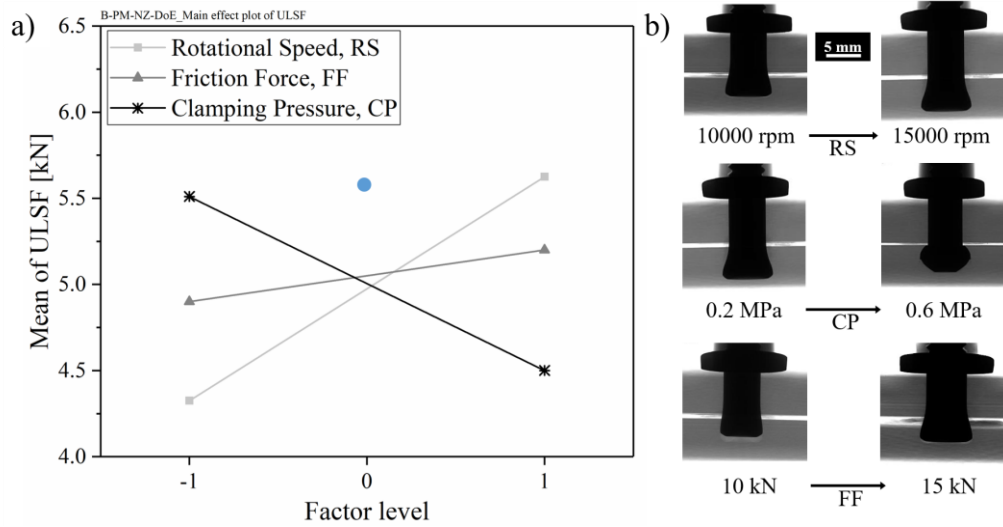 a)
B-PM-NZ-DoE_Main effect plot of ULSF
Rotational Speed, RS
Friction Force, FF
Clamping Pressure, CP
Mean of ULSF [kN]
6.5
6.0
5.5
5.0
4.5
4.0
-1
0
1
Factor level
b)
5 mm
10000 rpm
RS
15000 rpm
0.2 MPa
CP
0.6 MPa
10 kN
FF
15 kN